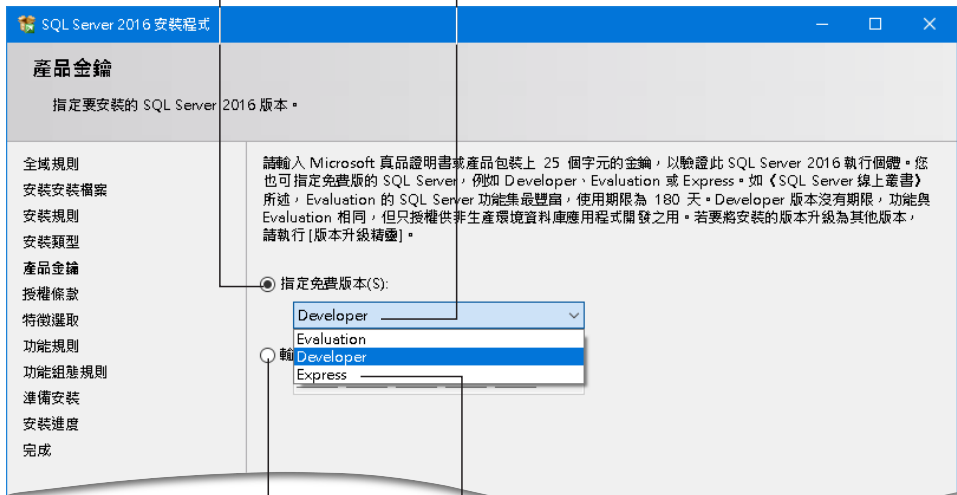 SQL Server 2016 安裝程式
產品金鑰
指定要安裝的 SQL Server 2016 版本。
全域規則
安裝安裝檔案
安裝規則
安裝類型
產品金鑰
授權條款
特徵選取
功能規則
功能組態規則
準備安裝
安裝進度
完成
請輸入 Microsoft 真品證明書或產品包裝上 25 個字元的金鑰，以驗證此 SQL Server 2016 執行個體。您
也可指定免費版的 SQL Server，例如 Developer、Evaluation 或 Express。如《SQL Server 線上叢書》
所述，Evaluation 的 SQL Server 功能集最豐富，使用期限為 180 天。Developer 版本沒有期限，功能與
Evaluation 相同，但只授權供非生產環境資料庫應用程式開發之用。若要將安裝的版本升級為其他版本，
請執行 [版本升級精靈]。
指定免費版本(S):
Developer
Evaluation
輸
Developer
Express